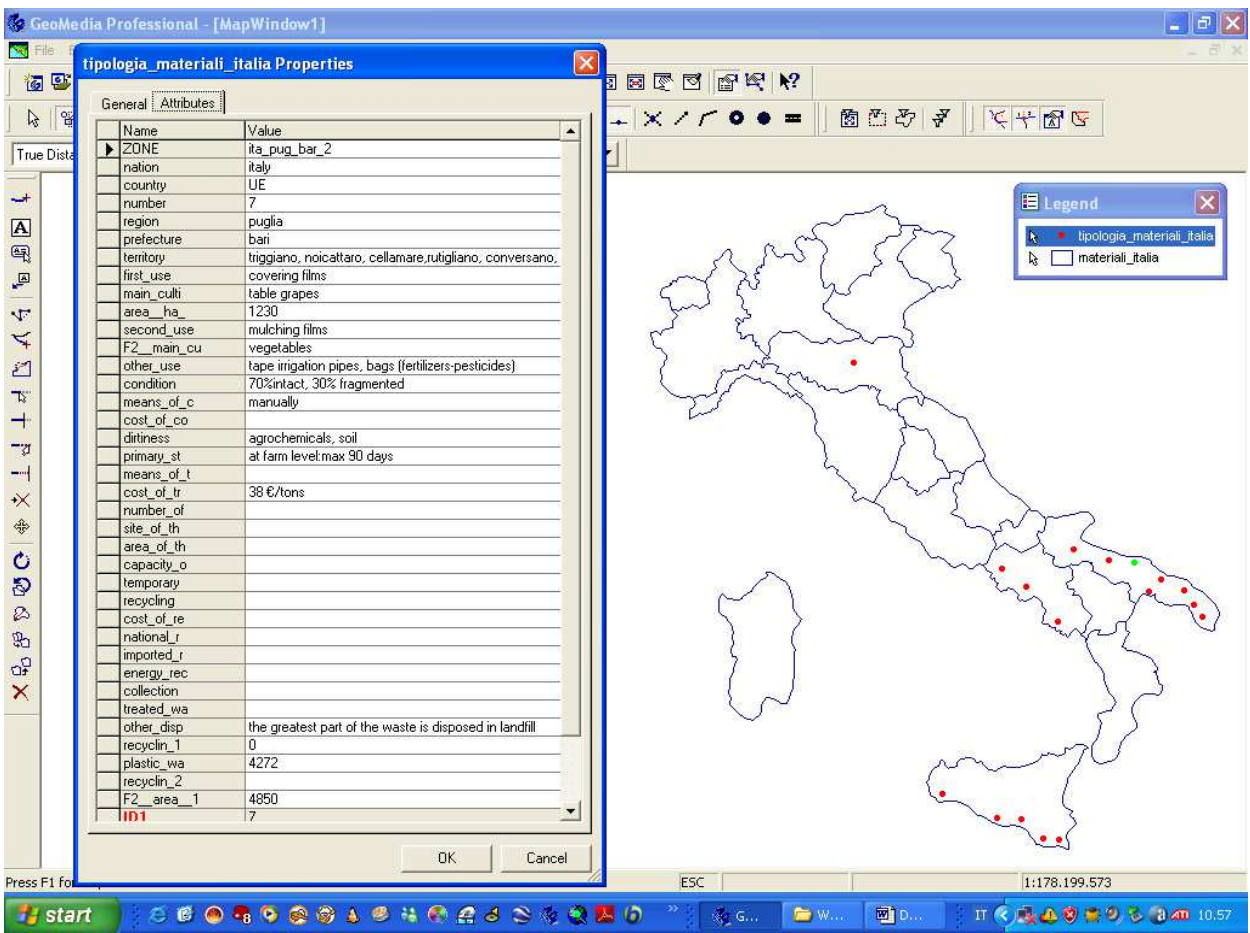 GeoMedia Professional - [MapWindow1]
File
tipologia_materiali_italia Properties
General Attributes
Name Value
ZONE ita_pug_bar_2
nation italy
country UE
number 7
region puglia
prefecture bari
territory triggiano, noicattaro, cellamare,rutigliano, conversano,
first_use covering films
main_culti table grapes
area__ha_ 1230
second_use mulching films
F2__main_cu vegetables
other_use tape irrigation pipes, bags (fertilizers-pesticides)
condition 70%intact, 30% fragmented
means_of_c manually
cost_of_co
dirtiness agrochemicals, soil
primary_st at farm level:max 90 days
means_of_t
cost_of_tr 38 €/tons
number_of
site_of_th
area_of_th
capacity_o
temporary
recycling
cost_of_re
national_r
imported_r
energy_rec
collection
treated_wa
other_disp the greatest part of the waste is disposed in landfill
recyclin_1 0
plastic_wa 4272
recyclin_2
F2__area__1 4850
ID1 7
OK Cancel
True Dista
Legend
tipologia_materiali_italia
materiali_italia
Press F1 fo
ESC
1:178.199.573
start
G...
W...
D...
IT
10.57